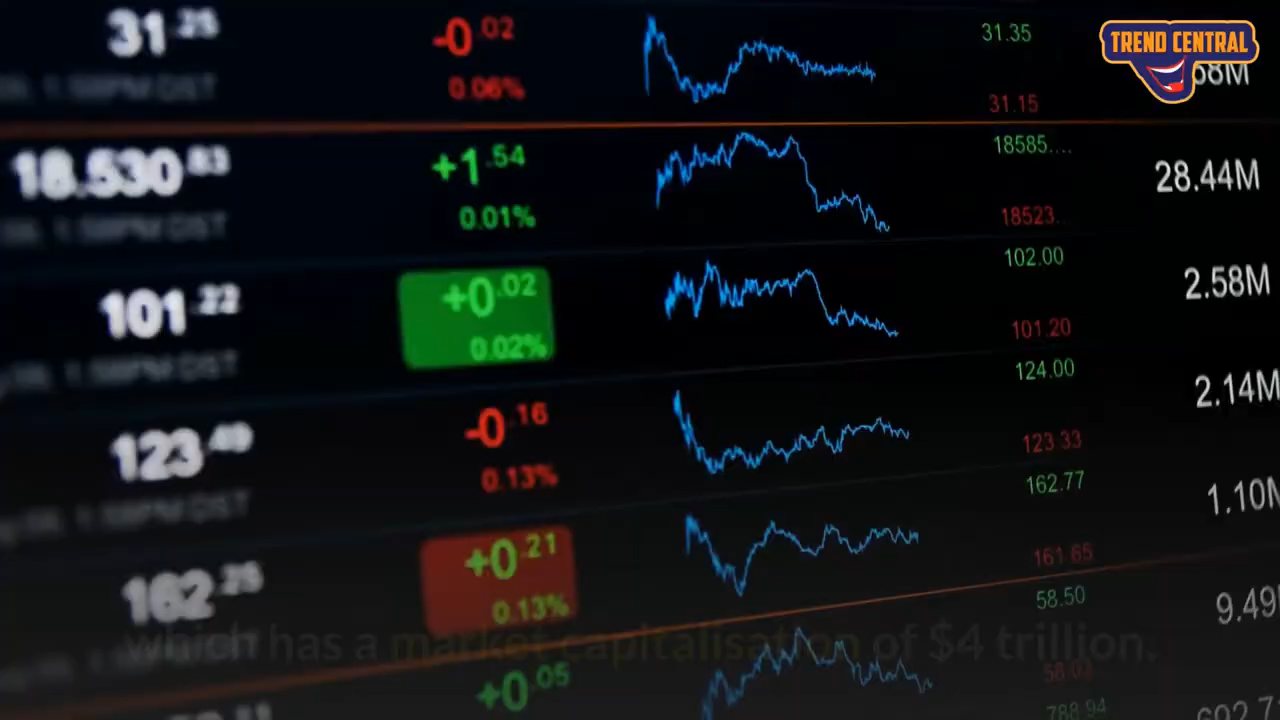 31.25 -0.02 31.35
TREND CENTRAL
0.06% 31.15
18.530.83 +1.54 18585.... 28.44M
0.01% 18523..
101.22 +0.02 102.00 2.58M
0.02% 101.20
123.49 -0.16 124.00 2.14M
0.13% 123.33
162.25 +0.21 162.77 1.10M
0.13% 161.65
58.50
which has a market capitalisation of $4 trillion.
+0.05 58.03
788.94